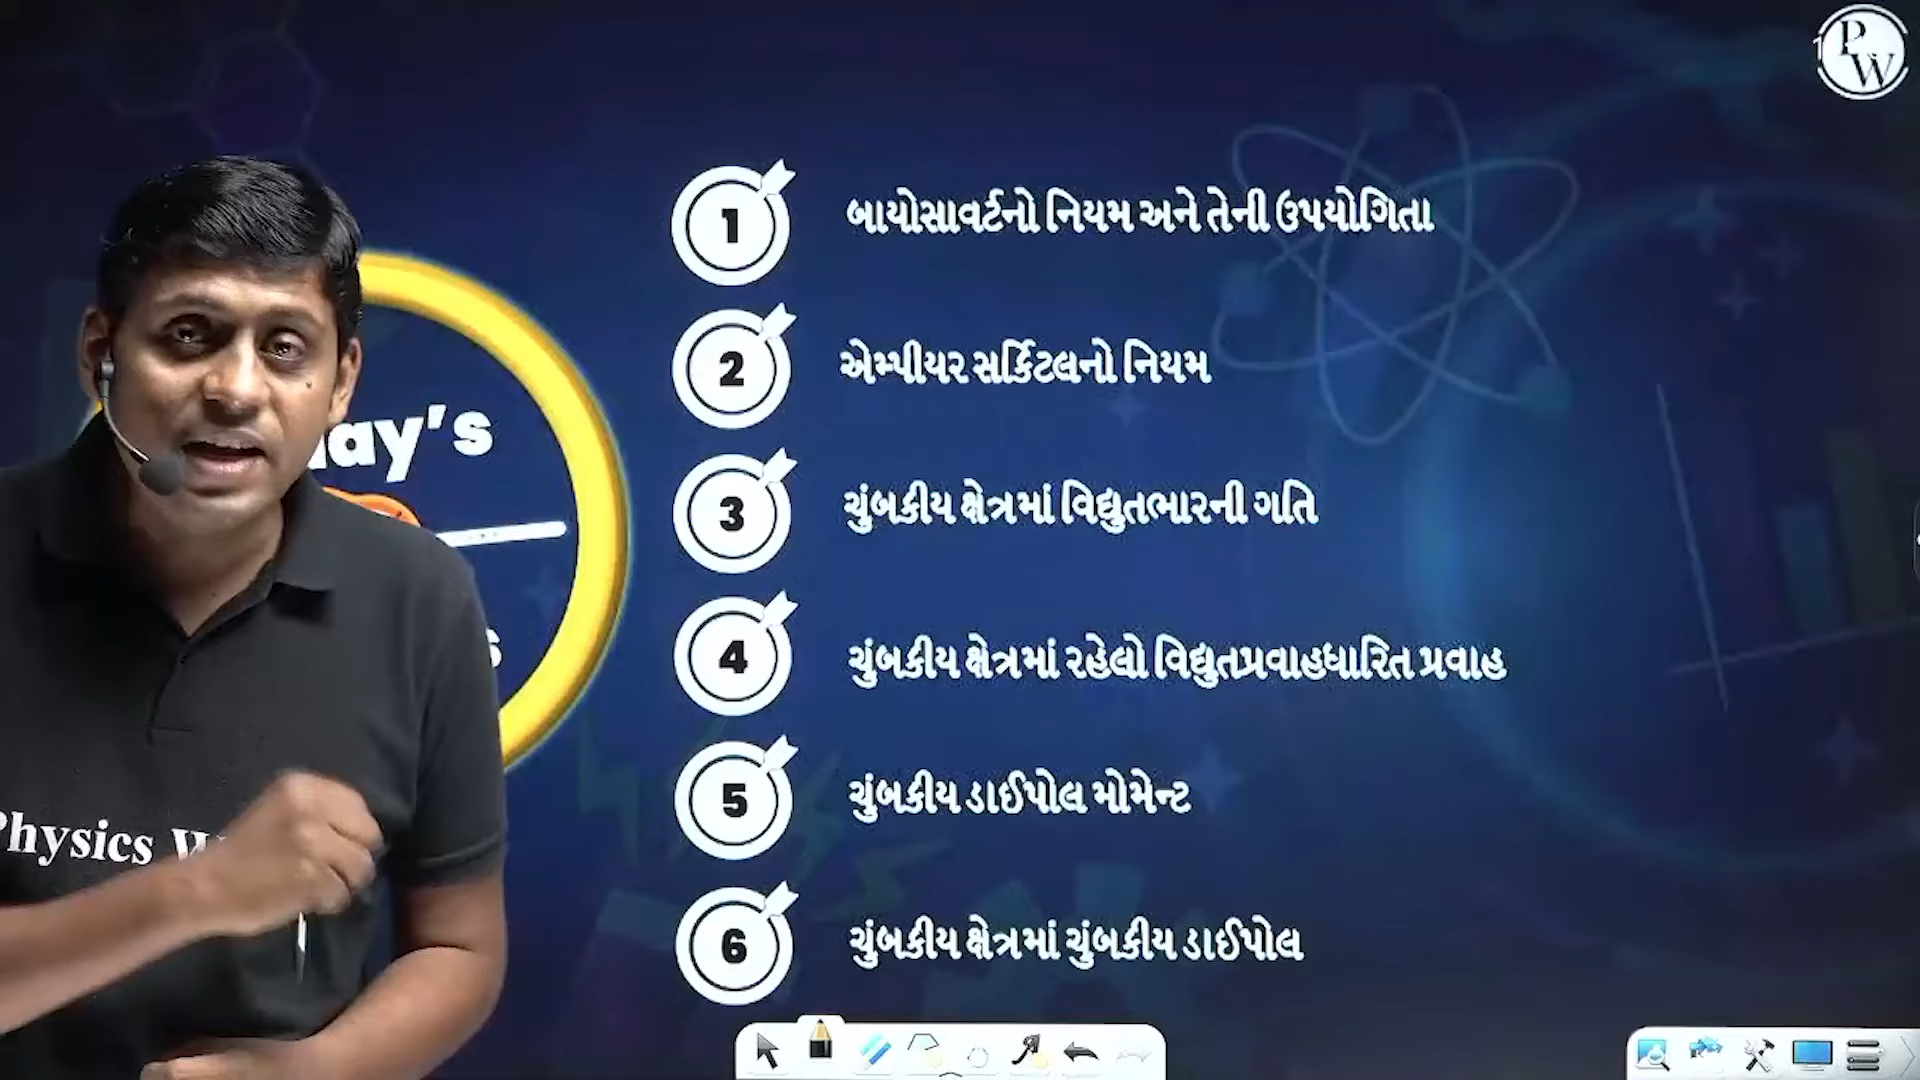 PW
1 બાયોસાવર્ટનો નિયમ અને તેની ઉપયોગિતા
2 એમ્પીયર સર્કિટલનો નિયમ
ay's
3 ચુંબકીય ક્ષેત્રમાં વિદ્યુતભારની ગતિ
4 ચુંબકીય ક્ષેત્રમાં રહેલો વિદ્યુતપ્રવાહધારિત પ્રવાહ
5 ચુંબકીય ડાઈપોલ મોમેન્ટ
Physics W
6 ચુંબકીય ક્ષેત્રમાં ચુંબકીય ડાઈપોલ